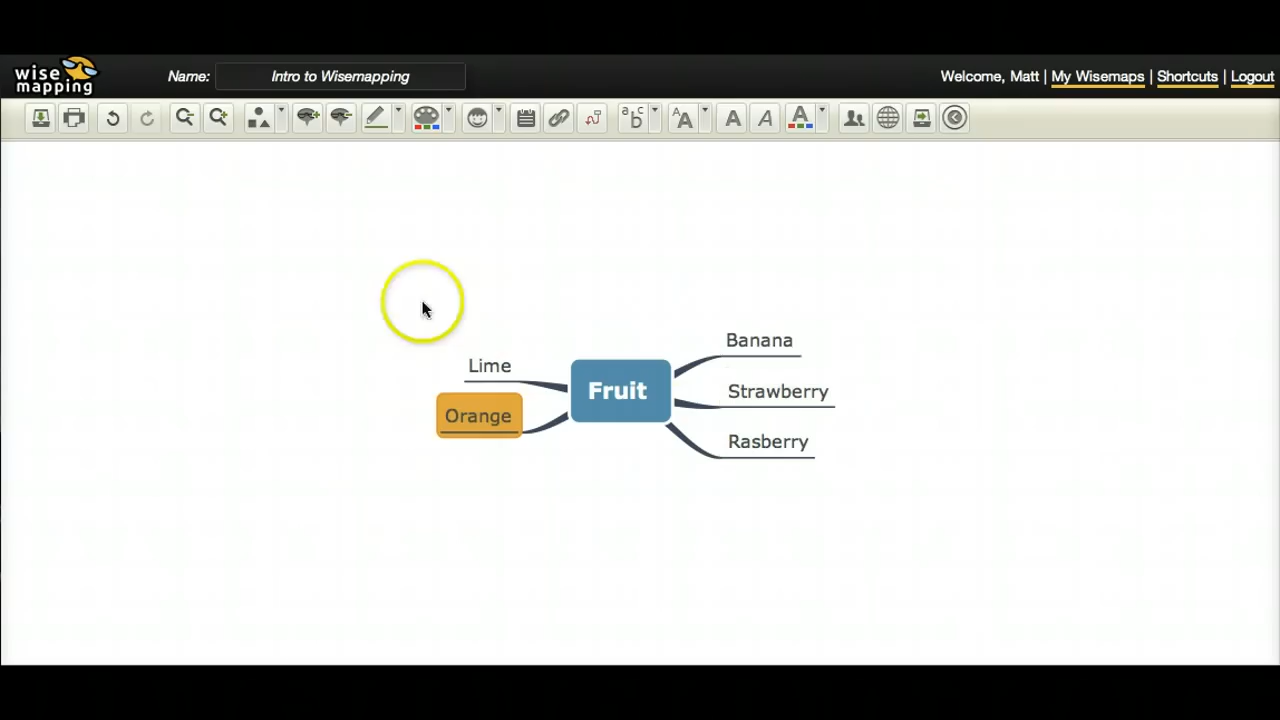 wise mapping
Name: Intro to Wisemapping
Welcome, Matt | My Wisemaps | Shortcuts | Logout
a b c
A A
A
A
A
Banana
Lime
Fruit
Strawberry
Orange
Rasberry